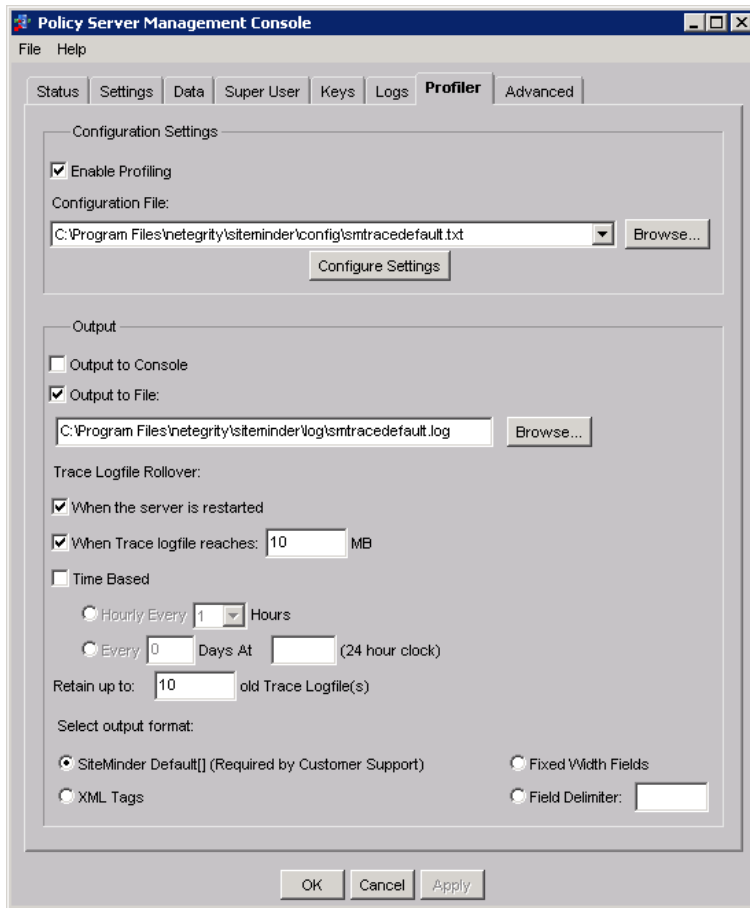 Policy Server Management Console
File Help
Status Settings Data Super User Keys Logs Profiler Advanced
Configuration Settings
Enable Profiling
Configuration File:
C:\Program Files\netegrity\siteminder\config\smtracedefault.txt Browse...
Configure Settings
Output
Output to Console
Output to File:
C:\Program Files\netegrity\siteminder\log\smtracedefault.log Browse...
Trace Logfile Rollover:
When the server is restarted
When Trace logfile reaches: 10 MB
Time Based
Hourly Every 1 Hours
Every 0 Days At (24 hour clock)
Retain up to: 10 old Trace Logfile(s)
Select output format:
SiteMinder Default[] (Required by Customer Support) Fixed Width Fields
XML Tags Field Delimiter:
OK Cancel Apply